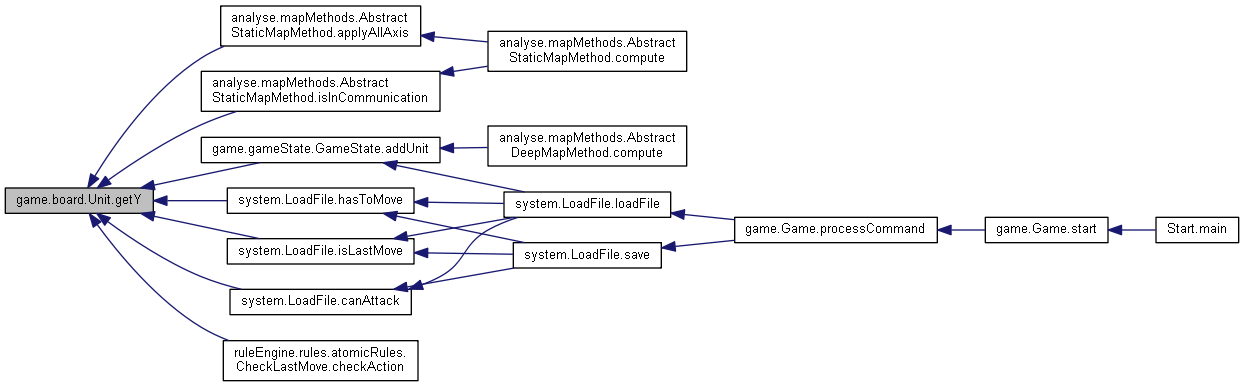 analyse.mapMethods.Abstract
StaticMapMethod.applyAllAxis
analyse.mapMethods.Abstract
StaticMapMethod.compute
analyse.mapMethods.Abstract
StaticMapMethod.isInCommunication
game.gameState.GameState.addUnit
analyse.mapMethods.Abstract
DeepMapMethod.compute
game.board.Unit.getY
system.LoadFile.hasToMove
system.LoadFile.loadFile
game.Game.processCommand
game.Game.start
Start.main
system.LoadFile.isLastMove
system.LoadFile.save
system.LoadFile.canAttack
ruleEngine.rules.atomicRules.
CheckLastMove.checkAction